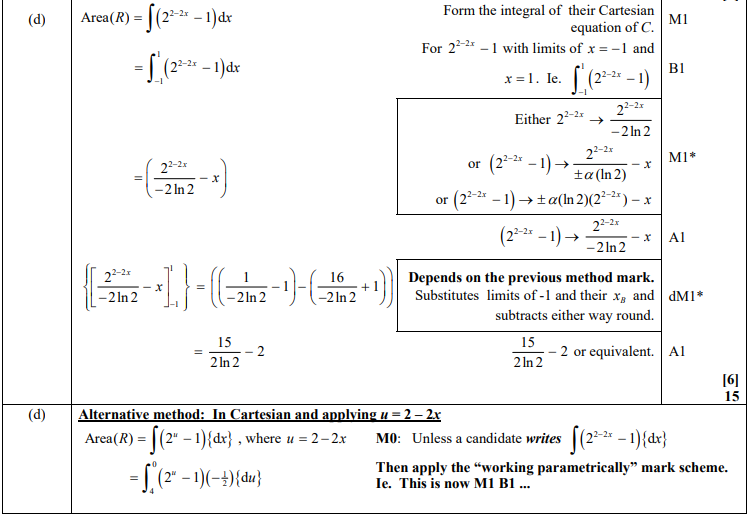 (d) Area(R) = ∫(2^(2−2x) − 1)dx Form the integral of their Cartesian equation of C. M1
= ∫_{−1}^{1}(2^(2−2x) − 1)dx For 2^(2−2x) − 1 with limits of x = −1 and x = 1. Ie. ∫_{−1}^{1}(2^(2−2x) − 1) B1
Either 2^(2−2x) → 2^(2−2x)/(−2 ln 2)
= (2^(2−2x)/(−2 ln 2) − x) or (2^(2−2x) − 1) → 2^(2−2x)/(±α(ln 2)) − x M1*
or (2^(2−2x) − 1) → ±α(ln 2)(2^(2−2x)) − x
(2^(2−2x) − 1) → 2^(2−2x)/(−2 ln 2) − x A1
{[2^(2−2x)/(−2 ln 2) − x]_{−1}^{1}} = ((1/(−2 ln 2) − 1) − (16/(−2 ln 2) + 1)) Depends on the previous method mark.
Substitutes limits of -1 and their x_B and dM1*
subtracts either way round.
= 15/(2 ln 2) − 2 15/(2 ln 2) − 2 or equivalent. A1
[6]
15
(d) Alternative method: In Cartesian and applying u = 2 – 2x
Area(R) = ∫(2^u − 1){dx} , where u = 2 − 2x M0: Unless a candidate writes ∫(2^(2−2x) − 1){dx}
= ∫_{4}^{0}(2^u − 1)(−1/2){du} Then apply the “working parametrically” mark scheme.
Ie. This is now M1 B1 ...